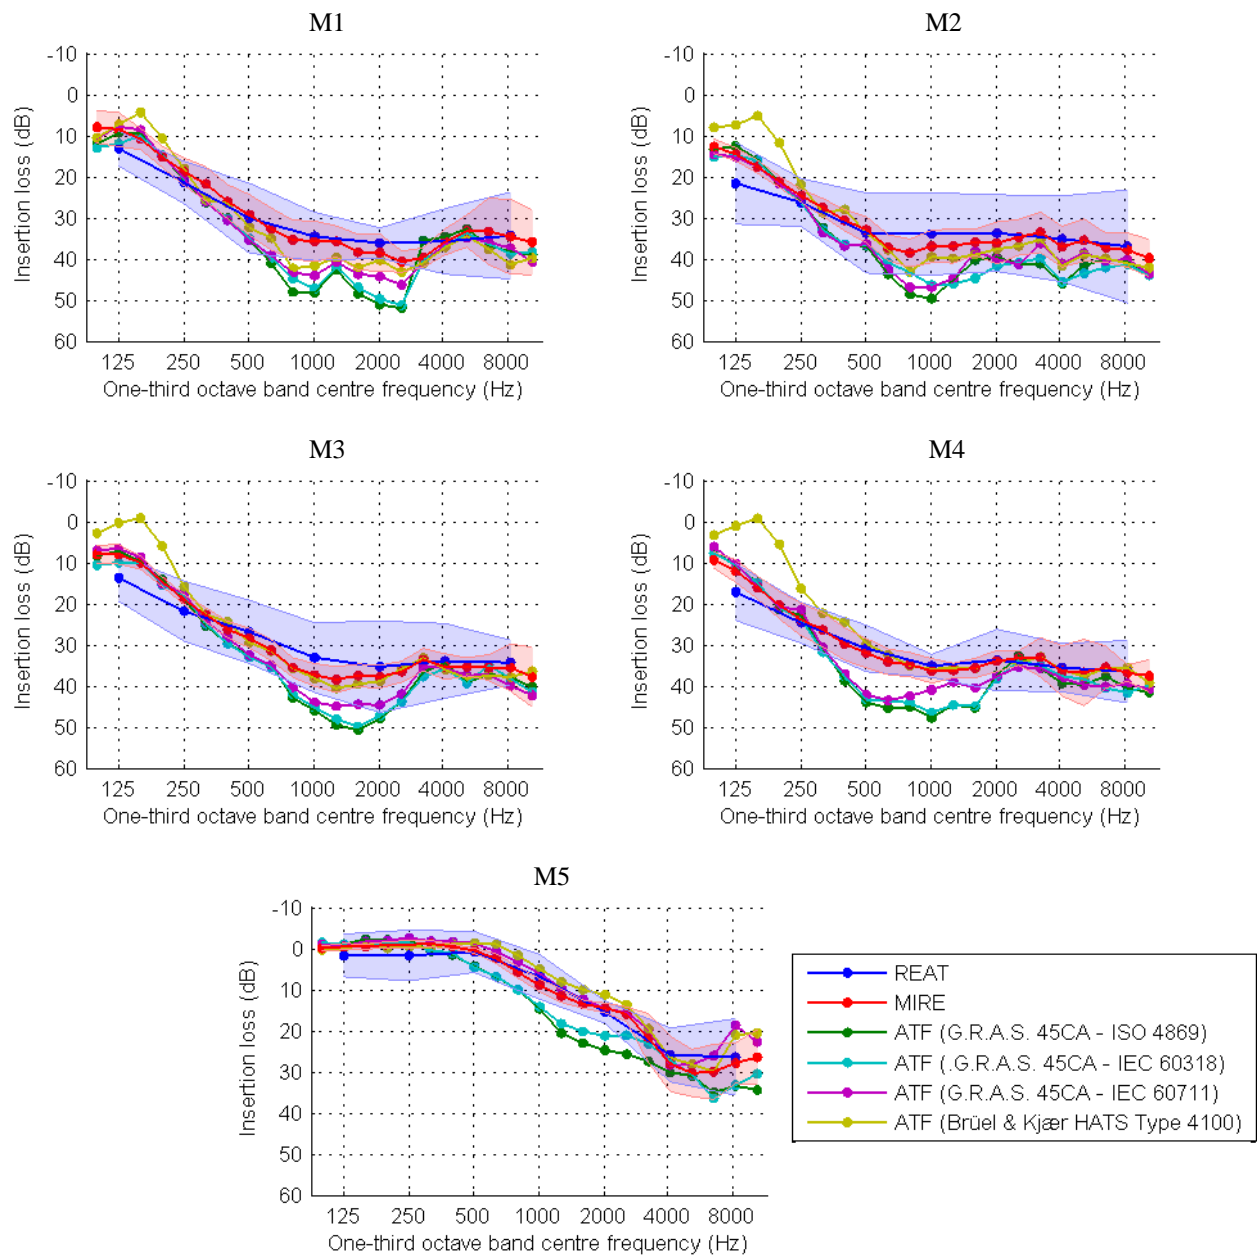 M1
-10
0
10
20
30
40
50
60
Insertion loss (dB)
125 250 500 1000 2000 4000 8000
One-third octave band centre frequency (Hz)
M2
-10
0
10
20
30
40
50
60
Insertion loss (dB)
125 250 500 1000 2000 4000 8000
One-third octave band centre frequency (Hz)
M3
-10
0
10
20
30
40
50
60
Insertion loss (dB)
125 250 500 1000 2000 4000 8000
One-third octave band centre frequency (Hz)
M4
-10
0
10
20
30
40
50
60
Insertion loss (dB)
125 250 500 1000 2000 4000 8000
One-third octave band centre frequency (Hz)
M5
-10
0
10
20
30
40
50
60
Insertion loss (dB)
125 250 500 1000 2000 4000 8000
One-third octave band centre frequency (Hz)
REAT
MIRE
ATF (G.R.A.S. 45CA - ISO 4869)
ATF (.G.R.A.S. 45CA - IEC 60318)
ATF (G.R.A.S. 45CA - IEC 60711)
ATF (Brüel & Kjær HATS Type 4100)